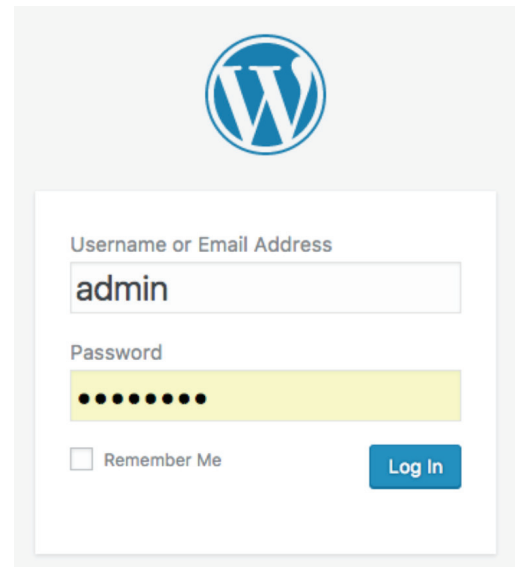 Username or Email Address
admin
Password
••••••••
Remember Me
Log In